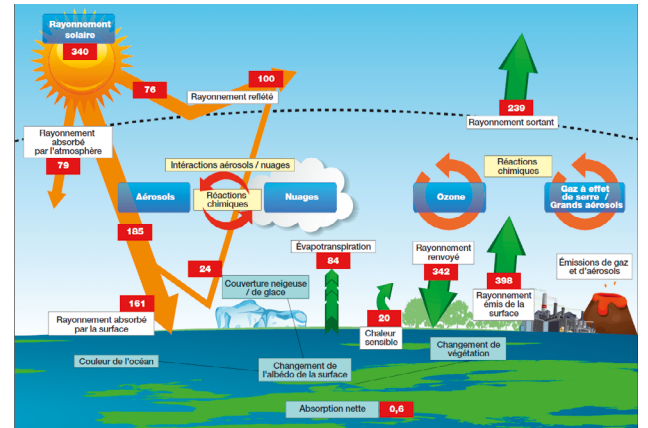 Rayonnement
solairo
340
100
76
Rayonnement reflété
239
Rayonnement sortant
Rayonnement
absorbé
par l'atmosphère
79
Intéractions aérosols / nuages
Réactions
chimiques
Aérosols
Réactions
chimiques
Nuages
Ozone
Gaz à effet
de serre /
Grands aérosols
185
24
Évapotranspiration
84
Rayonnement
renvoyé
342
398
Rayonnement
émis de la
surface
Émissions de gaz
et d'aérosols
Couverture neigeuse
/ de glace
161
Rayonnement absorbé
par la surface
20
Chaleur
sensible
Changement de
végétation
Couleur de l'océan
Changement de
l'albédo de la surface
Absorption nette
0,6